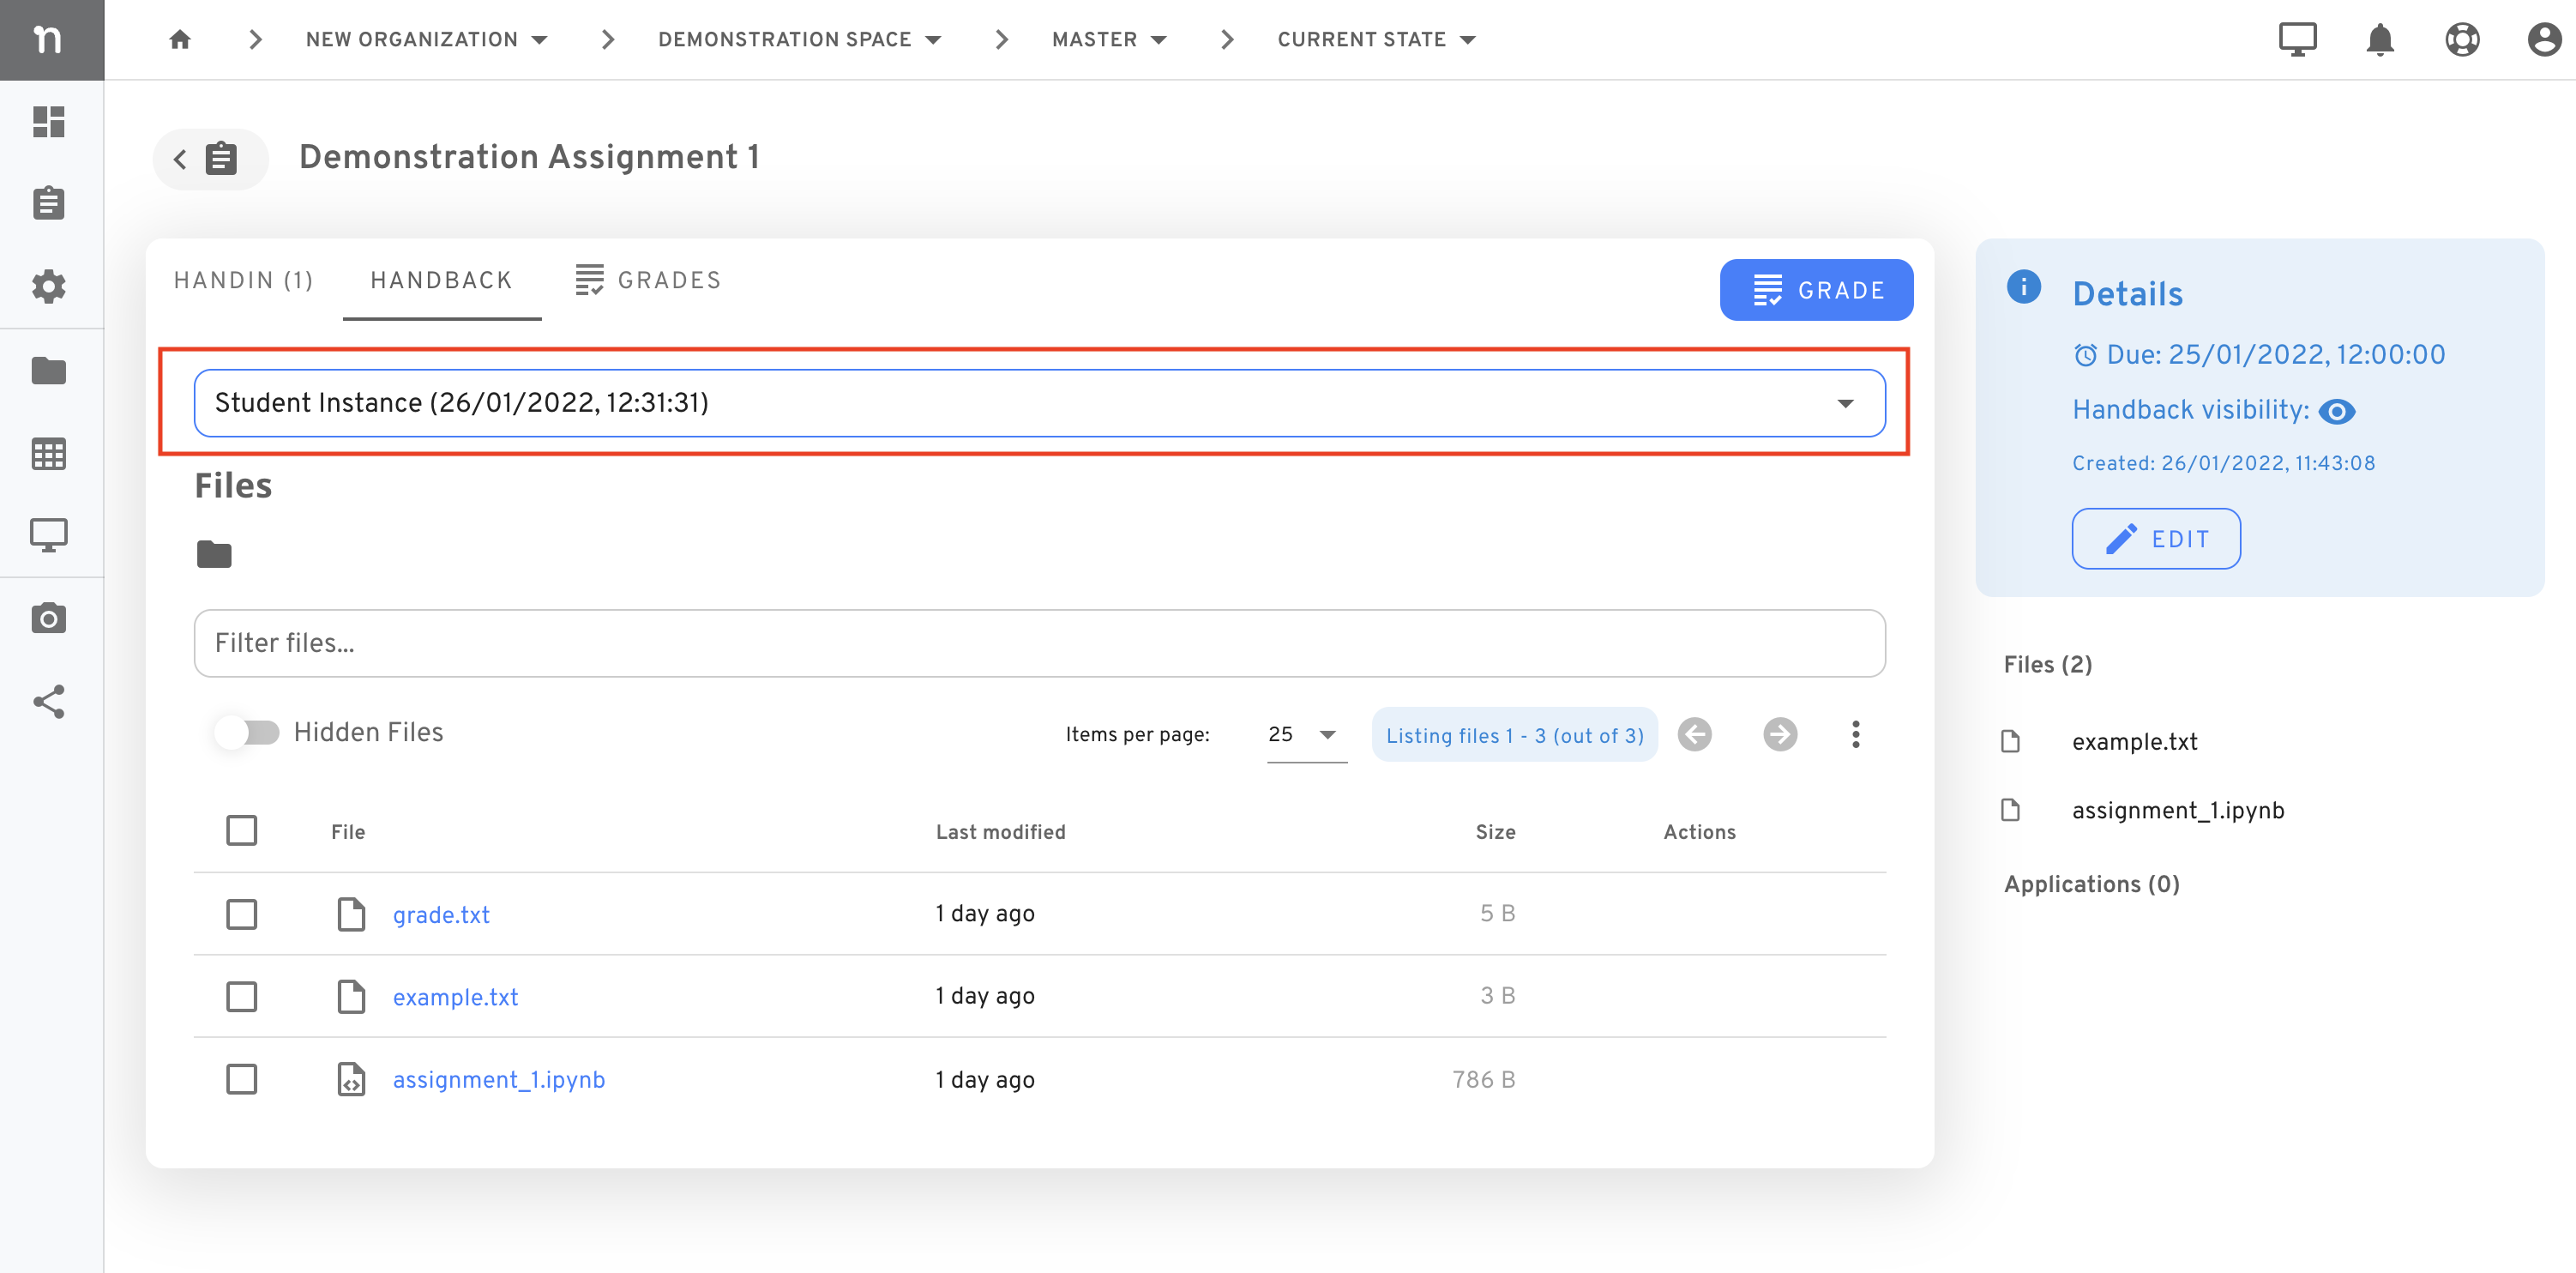 n
NEW ORGANIZATION DEMONSTRATION SPACE MASTER CURRENT STATE
Demonstration Assignment 1
HANDIN (1) HANDBACK GRADES GRADE
Student Instance (26/01/2022, 12:31:31)
Files
Filter files...
Hidden Files Items per page: 25 Listing files 1 - 3 (out of 3)
File Last modified Size Actions
grade.txt 1 day ago 5 B
example.txt 1 day ago 3 B
assignment_1.ipynb 1 day ago 786 B
Details
Due: 25/01/2022, 12:00:00
Handback visibility:
Created: 26/01/2022, 11:43:08
EDIT
Files (2)
example.txt
assignment_1.ipynb
Applications (0)